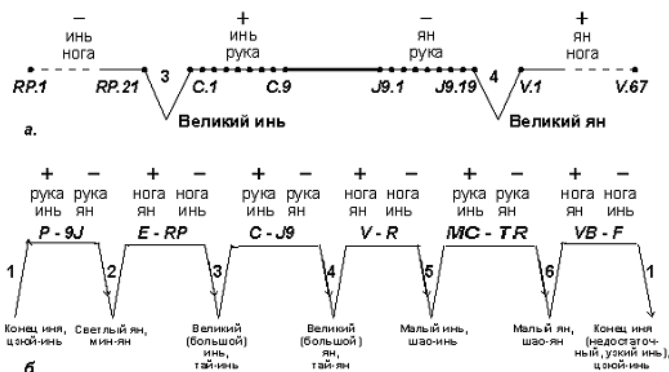 − + − +
инь инь ян ян
нога рука рука нога
3 4
RP.1 RP.21 C.1 C.9 J9.1 J9.19 V.1 V.67
а. Великий инь Великий ян
+ − + − + − + − + − + −
рука рука нога нога рука рука нога нога рука рука нога нога
инь ян ян инь инь ян ян инь инь ян ян инь
P - 9J E - RP C - J9 V - R MC - TR VB - F
1 2 3 4 5 6 1
Конец иня, Светлый ян, Великий Великий Малый инь, Малый ян, Конец иня
цзюй-инь мин-ян (большой) (большой) шао-инь шао-ян (недостаточ-
инь, ян, ный, узкий инь),
б тай-инь тай-ян цзюй-инь